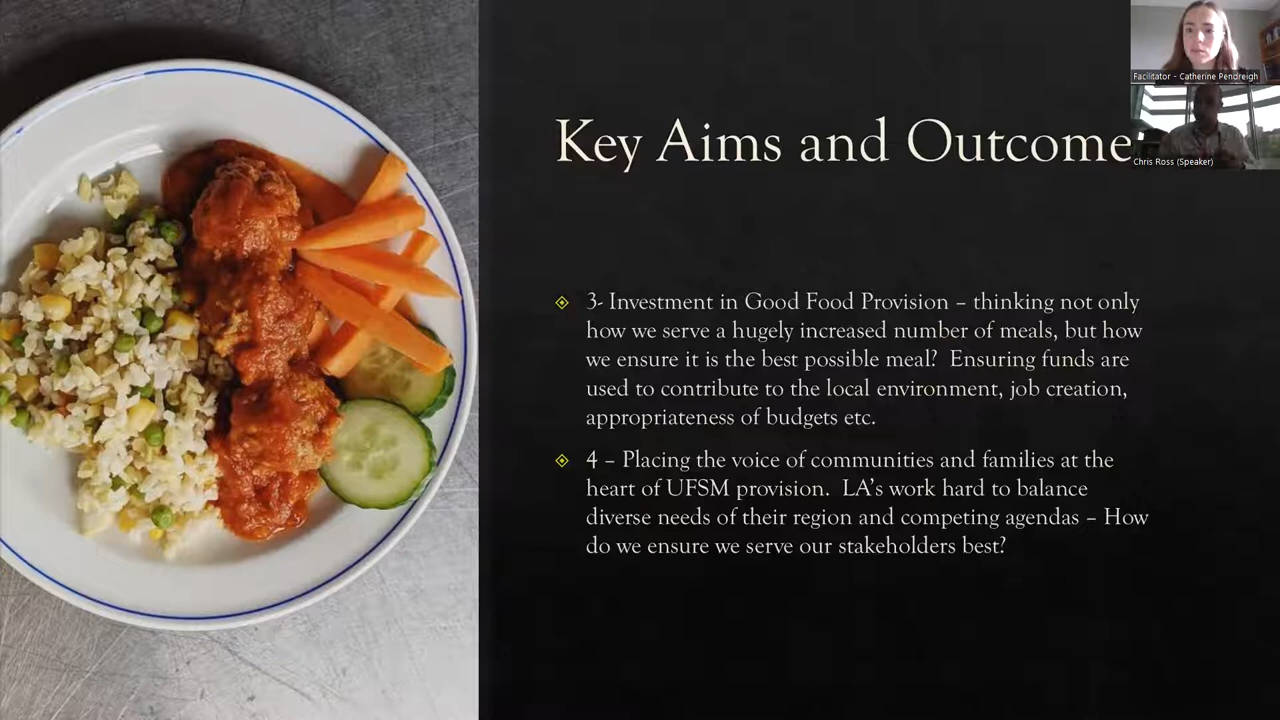 Facilitator - Catherine Pendreigh
Chris Ross (Speaker)
Key Aims and Outcome
3- Investment in Good Food Provision – thinking not only
how we serve a hugely increased number of meals, but how
we ensure it is the best possible meal?  Ensuring funds are
used to contribute to the local environment, job creation,
appropriateness of budgets etc.
4 – Placing the voice of communities and families at the
heart of UFSM provision.  LA’s work hard to balance
diverse needs of their region and competing agendas – How
do we ensure we serve our stakeholders best?